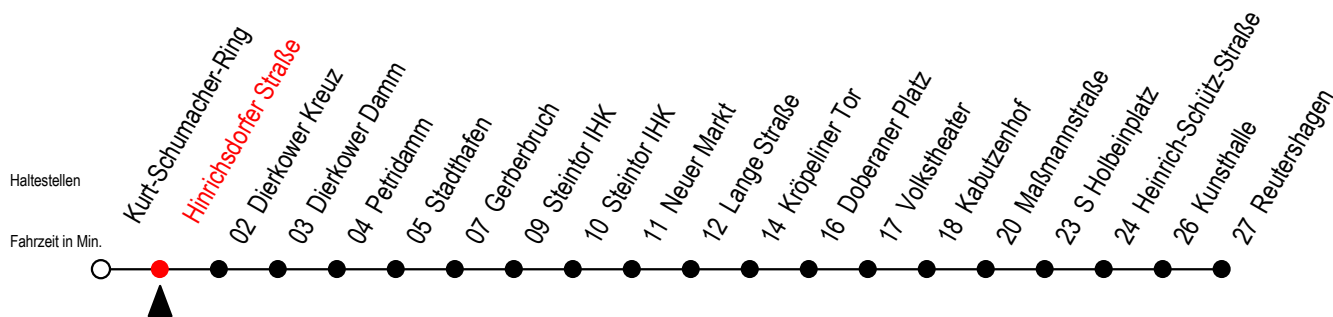 Haltestellen
Fahrzeit in Min.
Kurt-Schumacher-Ring
Hinrichsdorfer Straße
02 Dierkower Kreuz
03 Dierkower Damm
04 Petridamm
05 Stadthafen
07 Gerberbruch
09 Steintor IHK
10 Steintor IHK
11 Neuer Markt
12 Lange Straße
14 Kröpeliner Tor
16 Doberaner Platz
17 Volkstheater
18 Kabutzenhof
20 Maßmannstraße
23 S Holbeinplatz
24 Heinrich-Schütz-Straße
26 Kunsthalle
27 Reutershagen